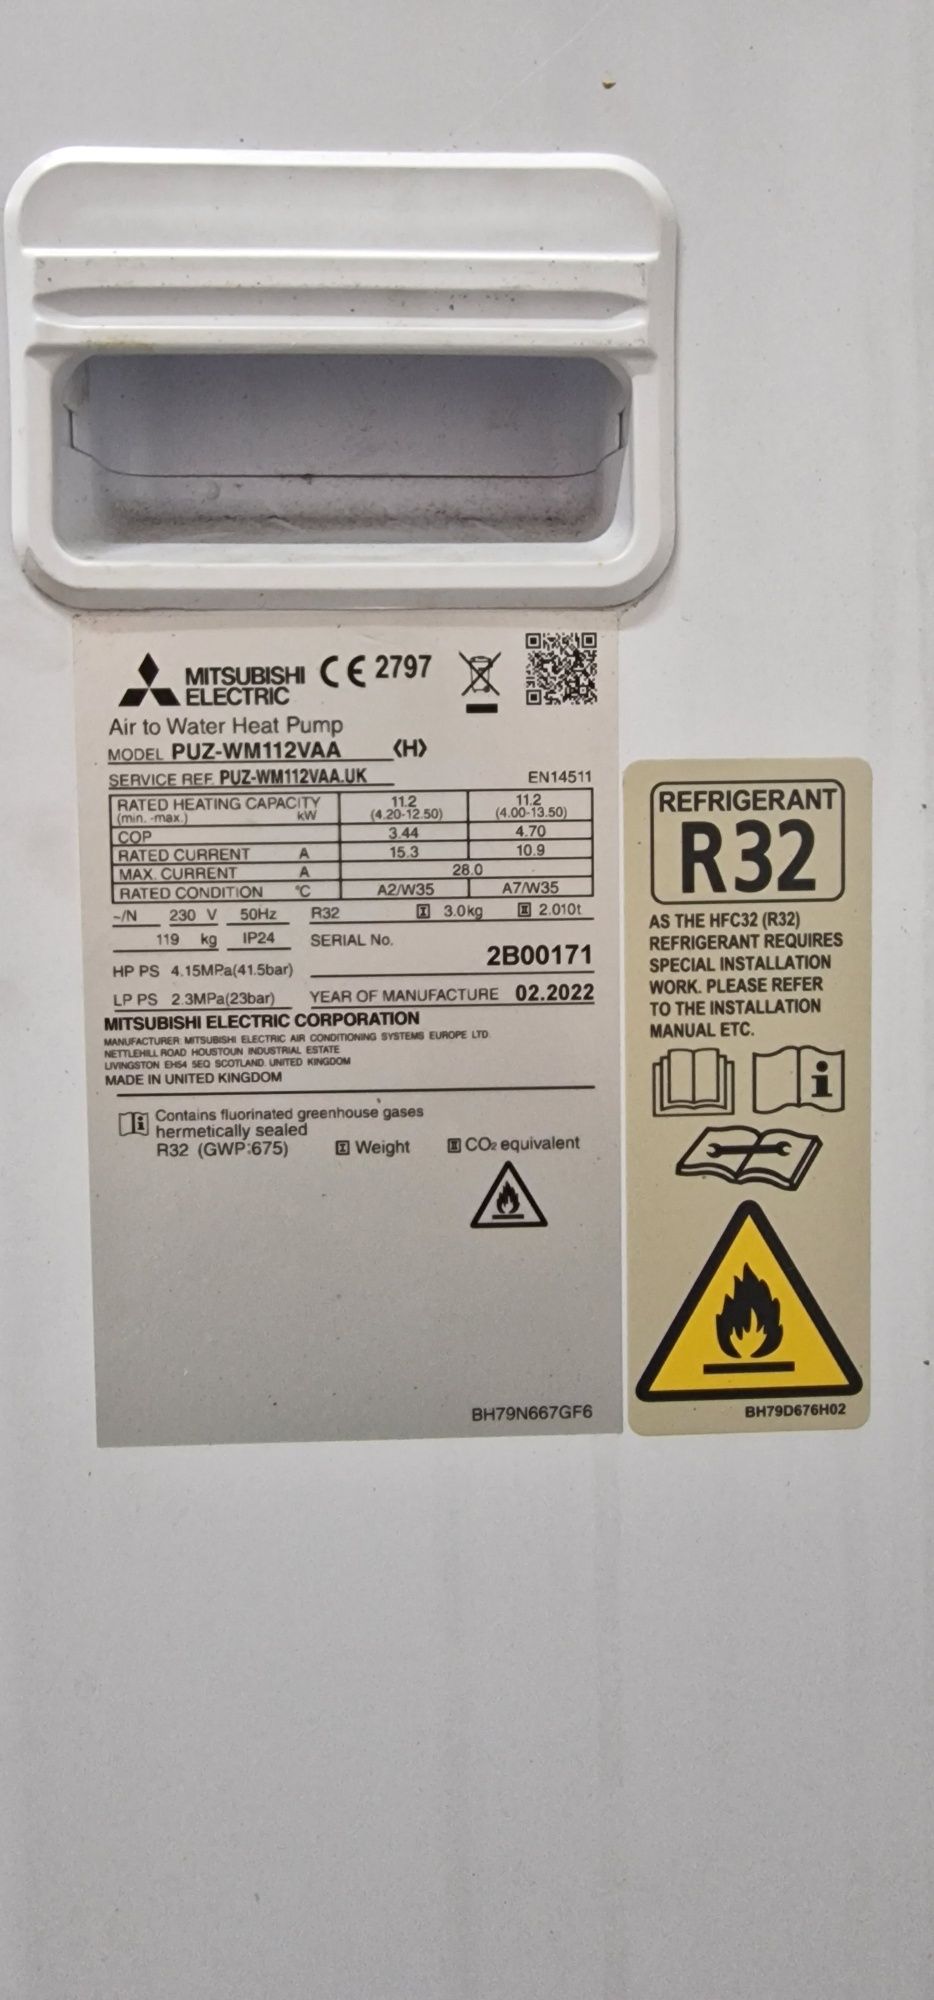 MITSUBISHI
ELECTRIC
CE 2797
Air to Water Heat Pump
MODEL PUZ-WM112VAA 《H》
SERVICE REF. PUZ-WM112VAA.UK EN14511
RATED HEATING CAPACITY 11.2 11.2
(min. -max.) kW (4.20-12.50) (4.00-13.50)
COP 3.44 4.70
RATED CURRENT A 15.3 10.9
MAX. CURRENT A 28.0
RATED CONDITION °C A2/W35 A7/W35
~/N 230 V 50Hz R32 I 3.0kg II 2.010t
119 kg IP24 SERIAL No. 2B00171
HP PS 4.15MPa(41.5bar)
LP PS 2.3MPa(23bar) YEAR OF MANUFACTURE 02.2022
MITSUBISHI ELECTRIC CORPORATION
MANUFACTURER: MITSUBISHI ELECTRIC AIR CONDITIONING SYSTEMS EUROPE LTD.
NETTLEHILL ROAD HOUSTOUN INDUSTRIAL ESTATE
LIVINGSTON EH54 5EQ SCOTLAND, UNITED KINGDOM
MADE IN UNITED KINGDOM
Contains fluorinated greenhouse gases
hermetically sealed
R32 (GWP:675) I Weight II CO₂ equivalent
BH79N667GF6
REFRIGERANT
R32
AS THE HFC32 (R32)
REFRIGERANT REQUIRES
SPECIAL INSTALLATION
WORK. PLEASE REFER
TO THE INSTALLATION
MANUAL ETC.
BH79D676H02